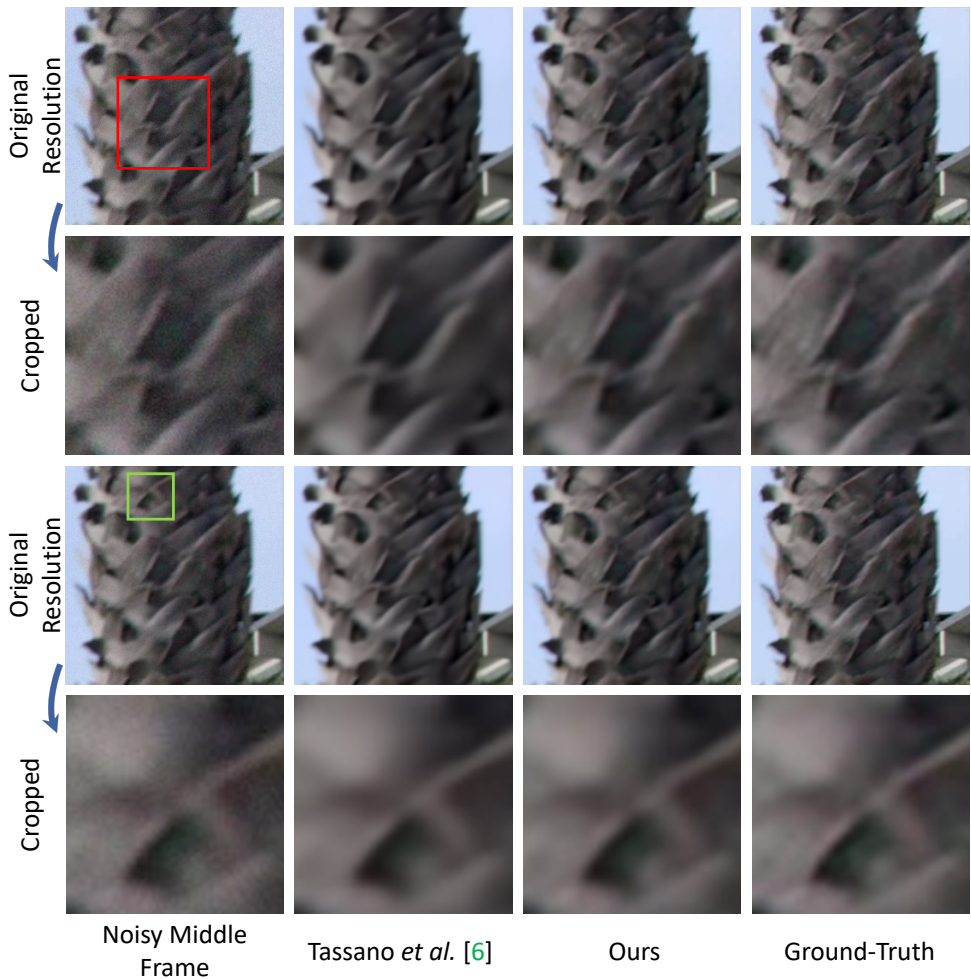 Original
Resolution
Cropped
Original
Resolution
Cropped
Noisy Middle
Frame
Tassano et al. [6]
Ours
Ground-Truth